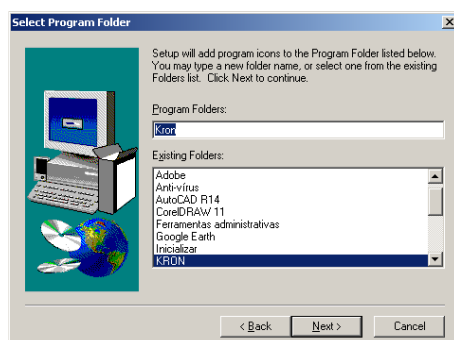 Select Program Folder
Setup will add program icons to the Program Folder listed below.
You may type a new folder name, or select one from the existing
Folders list. Click Next to continue.
Program Folders:
Kron
Existing Folders:
Adobe
Anti-vírus
AutoCAD R14
CorelDRAW 11
Ferramentas administrativas
Google Earth
Inicializar
KRON
< Back
Next >
Cancel